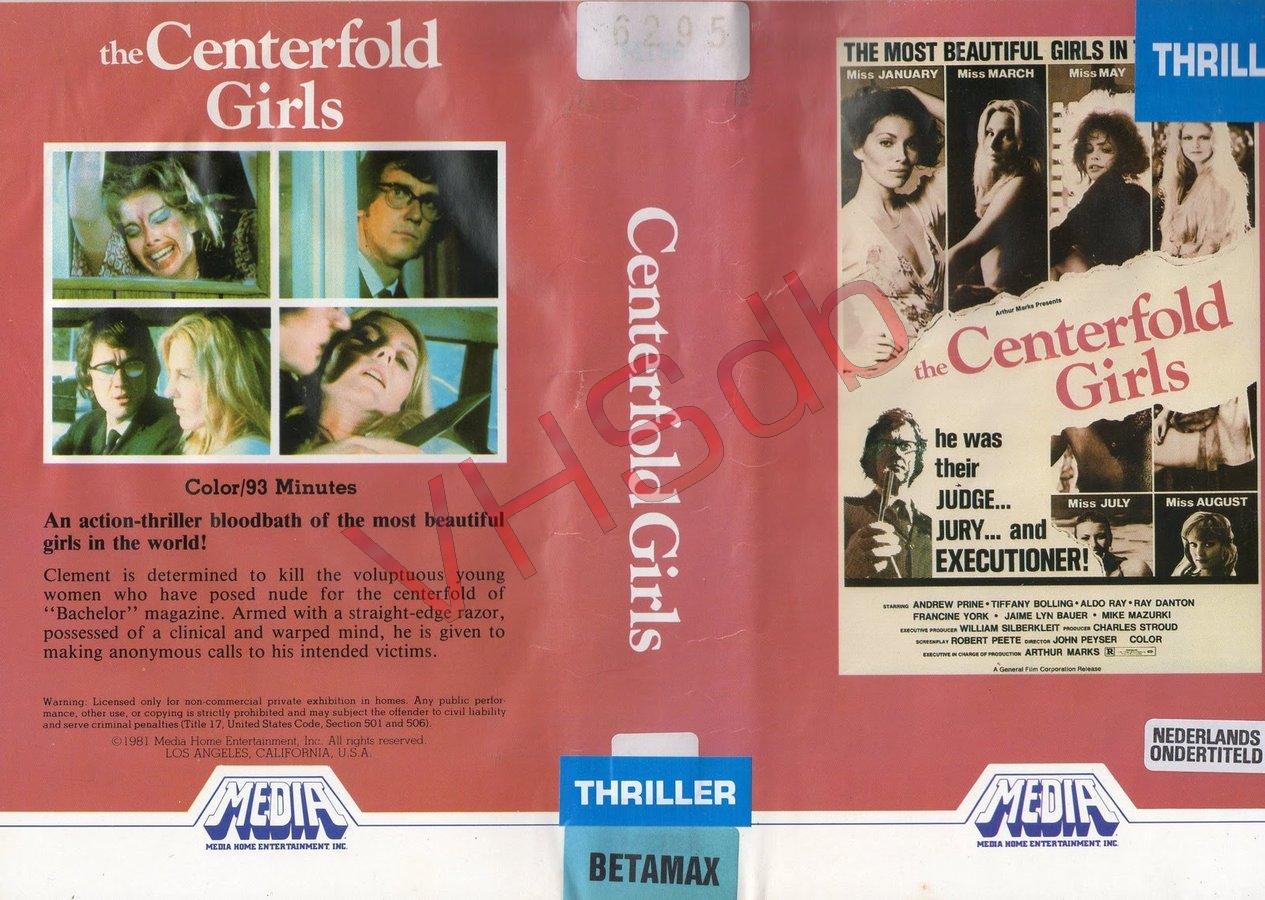 the Centerfold
Girls
Color/93 Minutes
An action-thriller bloodbath of the most beautiful
girls in the world!
Clement is determined to kill the voluptuous young
women who have posed nude for the centerfold of
"Bachelor" magazine. Armed with a straight-edge razor,
possessed of a clinical and warped mind, he is given to
making anonymous calls to his intended victims.
Warning: Licensed only for non-commercial private exhibition in homes. Any public perfor-
mance, other use, or copying is strictly prohibited and may subject the offender to civil liability
and serve criminal penalties (Title 17, United States Code, Section 501 and 506).
©1981 Media Home Entertainment, Inc. All rights reserved.
LOS ANGELES, CALIFORNIA, U.S.A.
MEDIA
MEDIA HOME ENTERTAINMENT, INC.
6295
Centerfold Girls
THRILLER
BETAMAX
VHSdb
THRILL
THE MOST BEAUTIFUL GIRLS IN
Miss JANUARY
Miss MARCH
Miss MAY
Arthur Marks Presents
the Centerfold
Girls
he was
their
JUDGE...
JURY... and
EXECUTIONER!
Miss JULY
Miss AUGUST
STARRING ANDREW PRINE • TIFFANY BOLLING • ALDO RAY • RAY DANTON
FRANCINE YORK • JAIME LYN BAUER • MIKE MAZURKI
EXECUTIVE PRODUCER WILLIAM SILBERKLEIT PRODUCER CHARLES STROUD
SCREENPLAY ROBERT PEETE DIRECTOR JOHN PEYSER COLOR
EXECUTIVE IN CHARGE OF PRODUCTION ARTHUR MARKS R
A General Film Corporation Release
NEDERLANDS
ONDERTITELD
MEDIA
MEDIA HOME ENTERTAINMENT, INC.